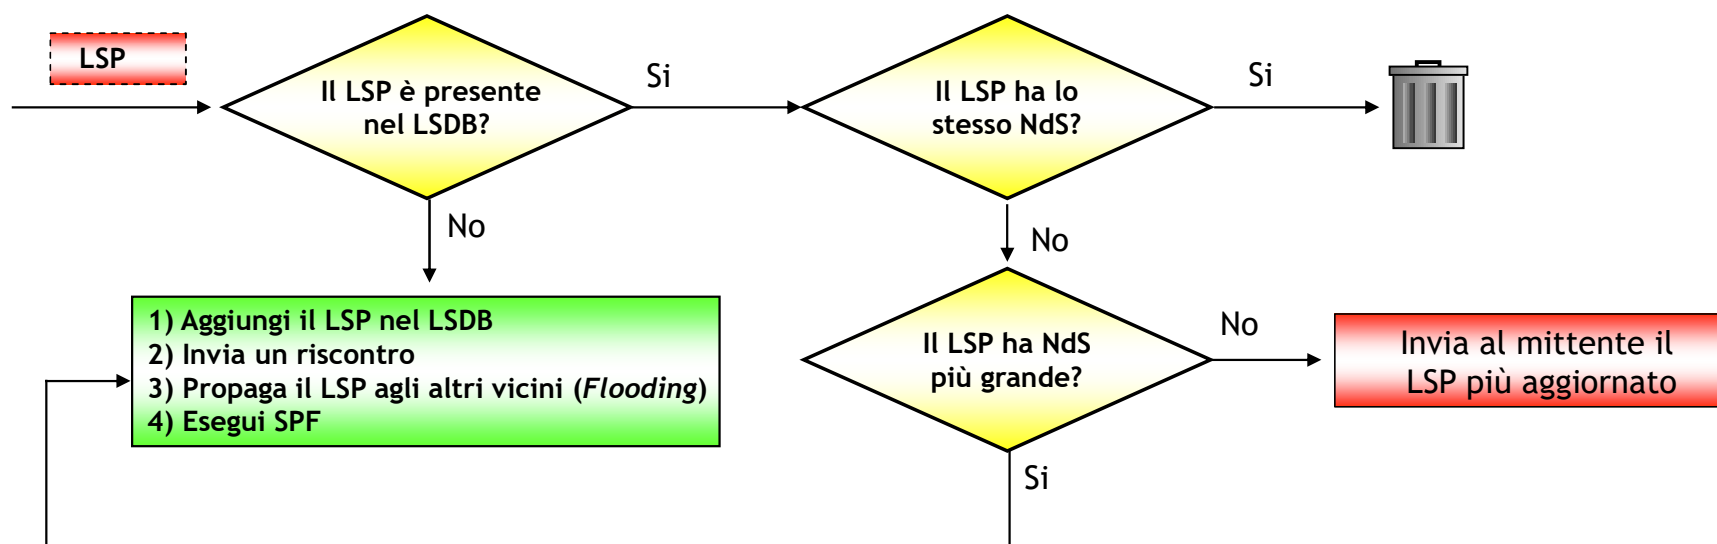 LSP
Il LSP è presente
nel LSDB?
Si
Il LSP ha lo
stesso NdS?
Si
No
No
1) Aggiungi il LSP nel LSDB
2) Invia un riscontro
3) Propaga il LSP agli altri vicini (Flooding)
4) Esegui SPF
Il LSP ha NdS
più grande?
No
Invia al mittente il
LSP più aggiornato
Si